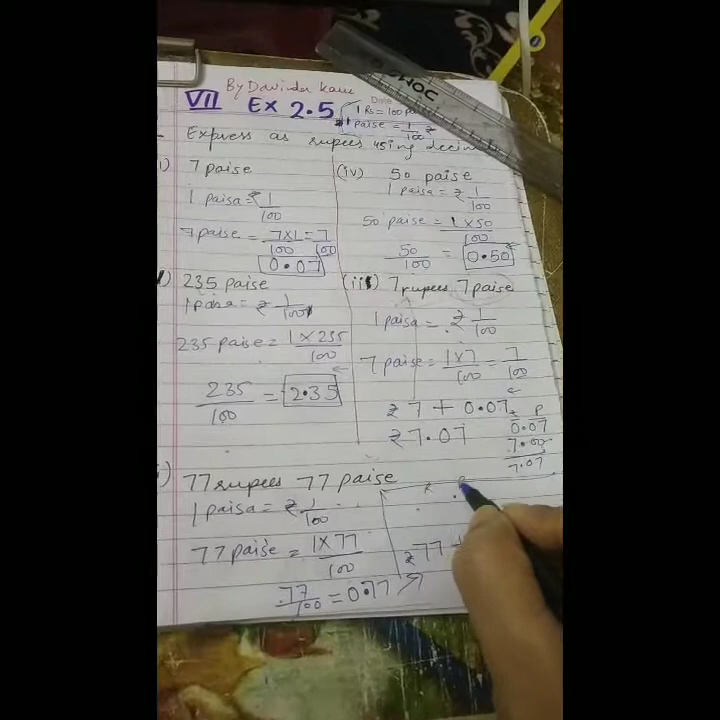 By Davinder Kaur
VII Ex 2.5
1 Rs = 100 pai
1 paise = 1/100 ₹
Express as rupees using decim
i) 7 paise
1 paisa = ₹ 1/100
7 paise = 7×1/100 = 7/100
0.07
(iv) 50 paise
1 paisa = ₹ 1/100
50 paise = 1×50/100
50/100 = 0.50
) 235 paise
1 paisa = ₹ 1/100
235 paise = 1×235/100
235/100 = 2.35
(iii) 7 rupees 7 paise
1 paisa = ₹ 1/100
7 paise = 1×7/100 = 7/100
₹ 7 + 0.07
₹ 7.07
₹ P
0.07
7.00
7.07
) 77 rupees 77 paise
1 paisa = ₹ 1/100
77 paise = 1×77/100
77/100 = 0.77
₹ 77 +